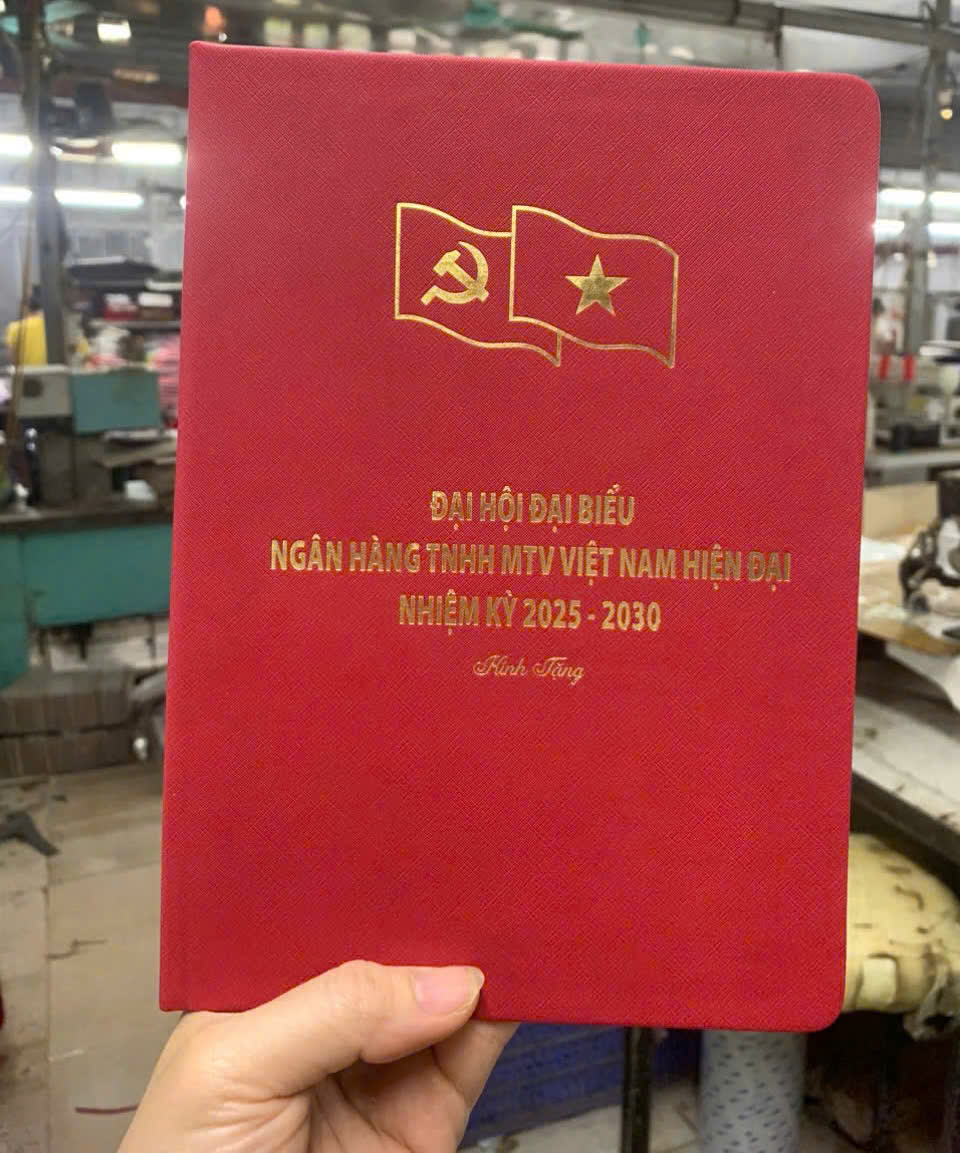 ĐẠI HỘI ĐẠI BIỂU
NGÂN HÀNG TNHH MTV VIỆT NAM HIỆN ĐẠI
NHIỆM KỲ 2025 - 2030
Kính Tặng